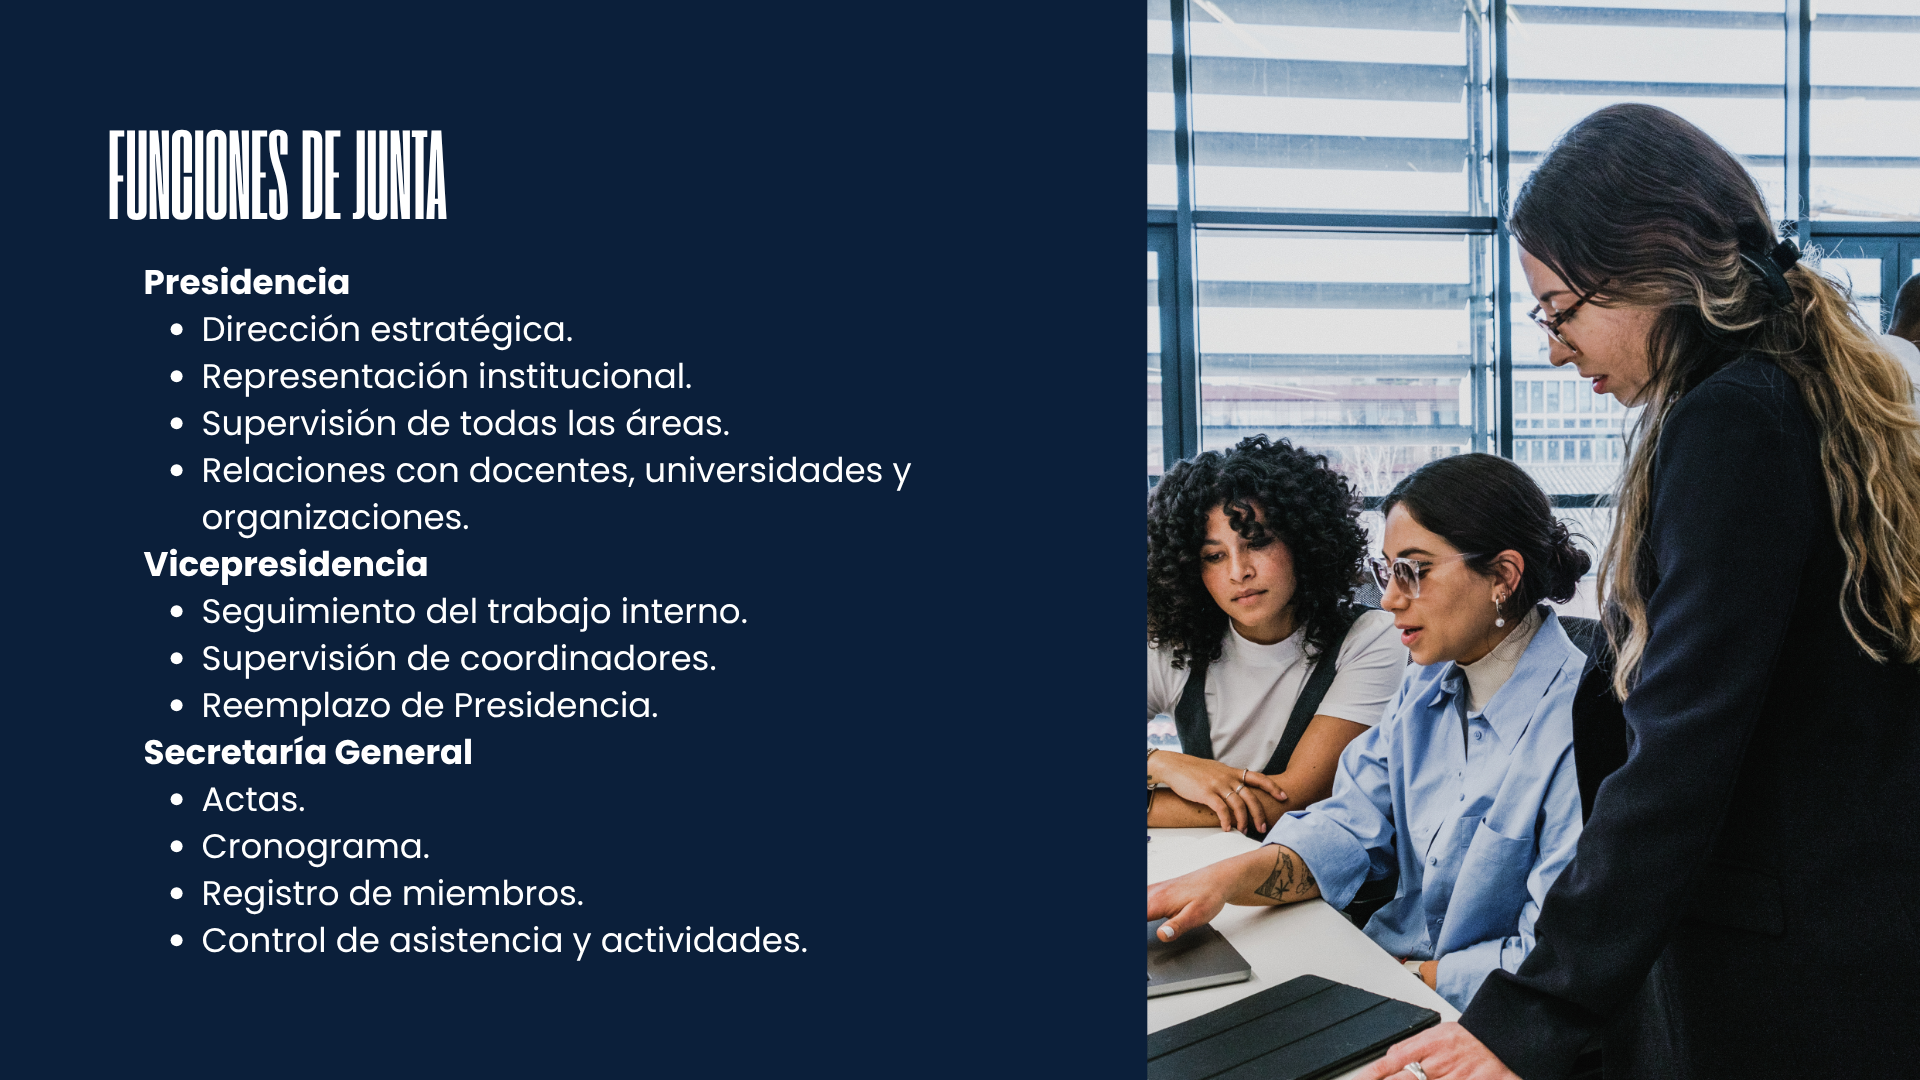 FUNCIONES DE JUNTA
Presidencia
• Dirección estratégica.
• Representación institucional.
• Supervisión de todas las áreas.
• Relaciones con docentes, universidades y
organizaciones.
Vicepresidencia
• Seguimiento del trabajo interno.
• Supervisión de coordinadores.
• Reemplazo de Presidencia.
Secretaría General
• Actas.
• Cronograma.
• Registro de miembros.
• Control de asistencia y actividades.